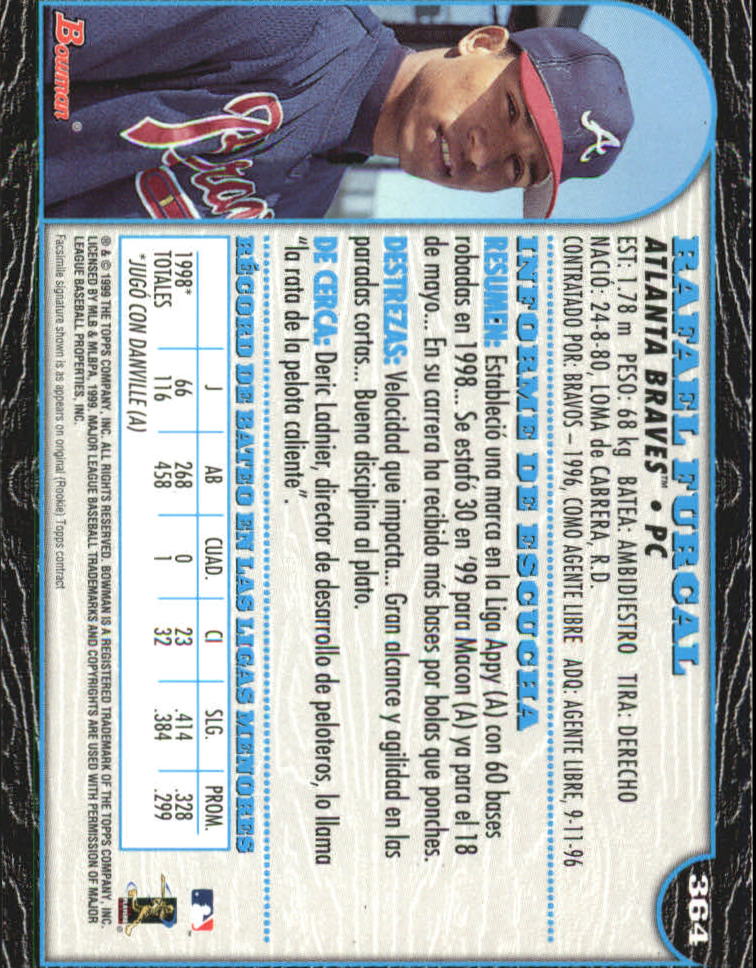 364
RAFAEL FURCAL
ATLANTA BRAVES™ • PC
EST: 1.78 m PESO: 68 kg BATEA: AMBIDIESTRO TIRA: DERECHO
NACIÓ: 24-8-80, LOMA de CABRERA, R.D.
CONTRATADO POR: BRAVOS – 1996, COMO AGENTE LIBRE ADQ: AGENTE LIBRE, 9-11-96
INFORME DE ESCUCHA
RESUMEN: Estableció una marca en la Liga Appy (A) con 60 bases
robadas en 1998... Se estafó 30 en '99 para Macon (A) ya para el 18
de mayo... En su carrera ha recibido más bases por bolas que ponches.
DESTREZAS: Velocidad que impacta... Gran alcance y agilidad en las
paradas cortas... Buena disciplina al plato.
DE CERCA: Deric Ladnier, director de desarrollo de peloteros, lo llama
"la rata de la pelota caliente".
RÉCORD DE BATEO EN LAS LIGAS MENORES
J AB CUAD. CI SLG. PROM.
1998* 66 268 0 23 .414 .328
TOTALES 116 458 1 32 .384 .299
*JUGÓ CON DANVILLE (A)
® & © 1999 THE TOPPS COMPANY, INC. ALL RIGHTS RESERVED. BOWMAN IS A REGISTERED TRADEMARK OF THE TOPPS COMPANY, INC.
LICENSED BY MLB & MLBPA, 1999. MAJOR LEAGUE BASEBALL TRADEMARKS AND COPYRIGHTS ARE USED WITH PERMISSION OF MAJOR
LEAGUE BASEBALL PROPERTIES, INC.
Facsimile signature shown is as appears on original (Rookie) Topps contract
Bowman®
A